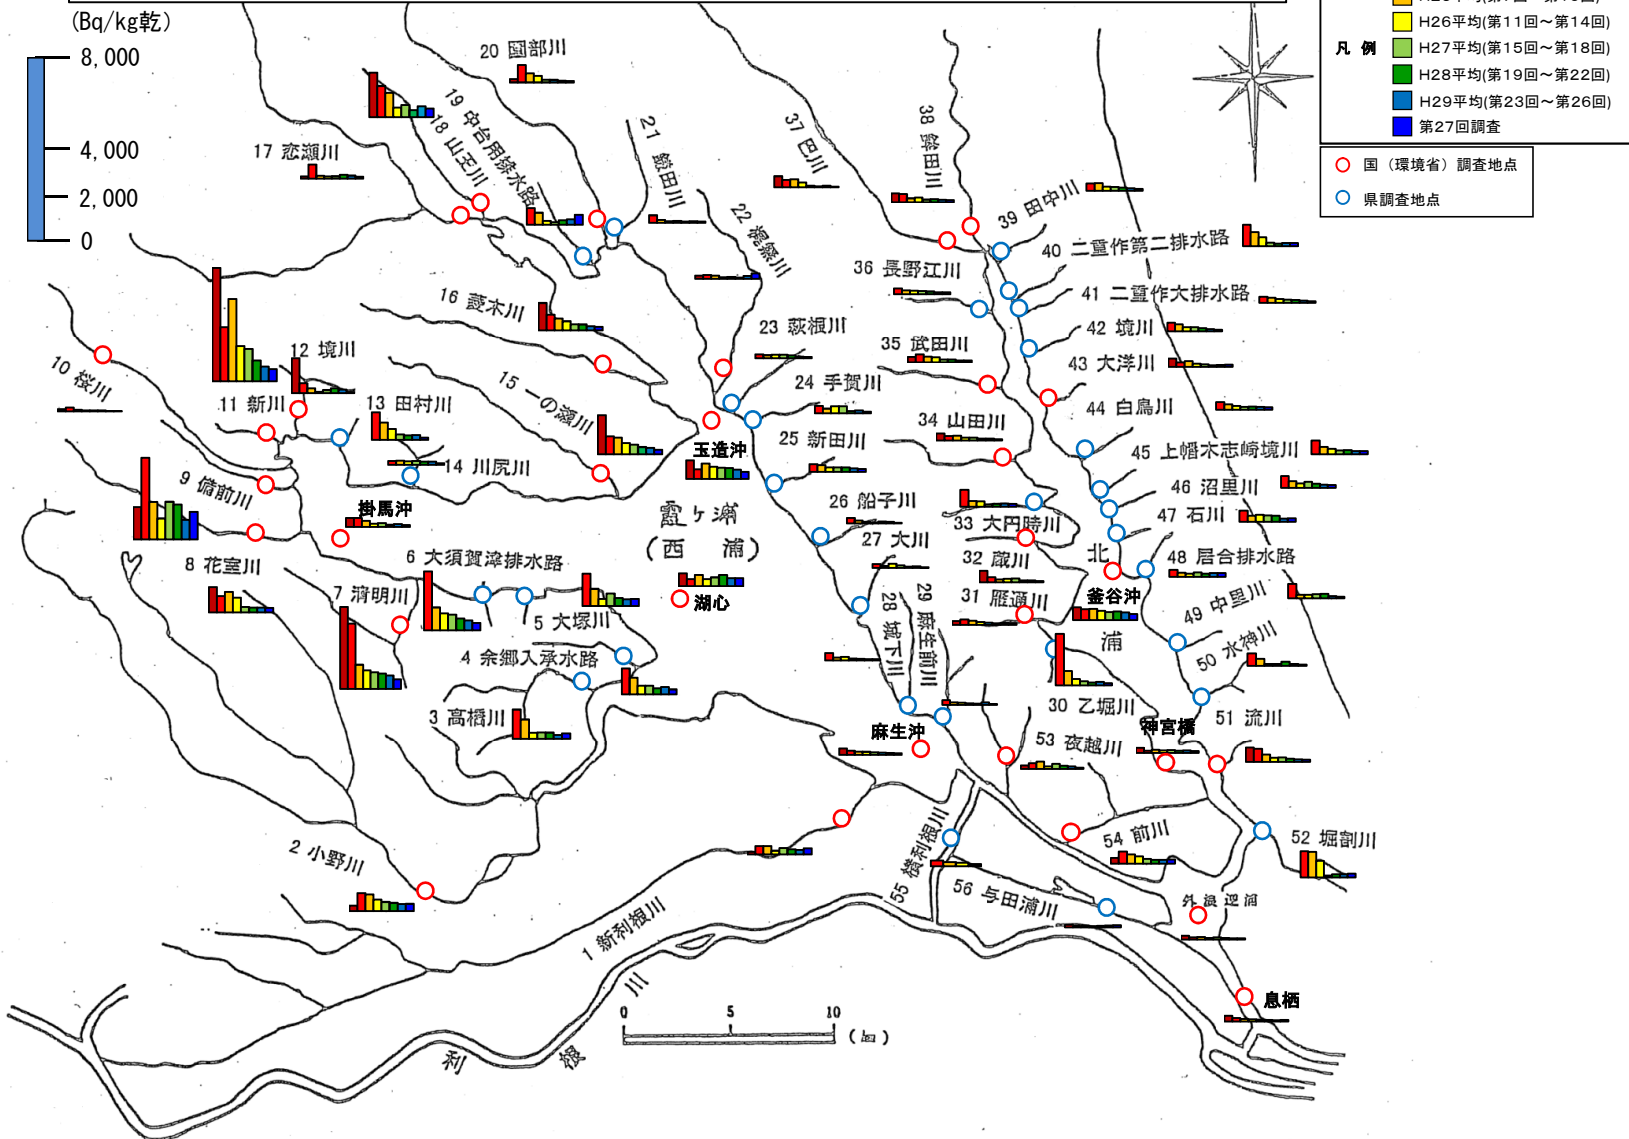 (Bq/kg乾)
8,000
4,000
2,000
0
凡 例
H26平均(第11回～第14回)
H27平均(第15回～第18回)
H28平均(第19回～第22回)
H29平均(第23回～第26回)
第27回調査
国（環境省）調査地点
県調査地点
20 園部川
19 中台用排水路
18 山王川
17 恋瀬川
21 鎌田川
22 梶無川
37 巴川
38 鉾田川
39 田中川
40 二重作第二排水路
36 長野江川
41 二重作大排水路
16 菱木川
23 萩根川
42 境川
35 武田川
43 大洋川
12 境川
10 桜川
24 手賀川
44 白鳥川
11 新川
13 田村川
15 一の瀬川
34 山田川
玉造沖
25 新田川
45 上幡木志崎境川
14 川尻川
46 沼里川
9 備前川
掛馬沖
霞ヶ浦
(西 浦)
26 船子川
33 大円時川
47 石川
27 大川
北
48 居合排水路
8 花室川
6 大須賀津排水路
32 蔵川
7 清明川
湖心
29 麻生前川
31 雁通川
釜谷沖
49 中里川
5 大塚川
28 城下川
浦
50 水神川
4 余郷入承水路
3 高橋川
30 乙堀川
51 流川
麻生沖
神宮橋
53 夜越川
2 小野川
55 横利根川
54 前川
52 堀割川
56 与田浦川
外浪逆浦
1 新利根川
息栖
利
根
川
0
5
10
(㎞)